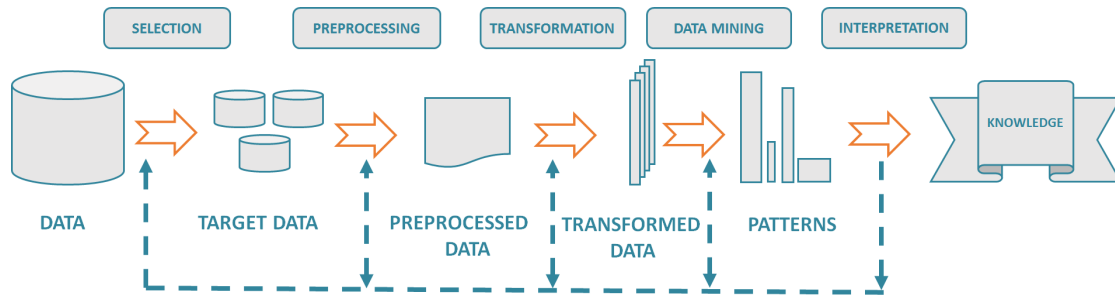 SELECTION
PREPROCESSING
TRANSFORMATION
DATA MINING
INTERPRETATION
KNOWLEDGE
DATA
TARGET DATA
PREPROCESSED
DATA
TRANSFORMED
DATA
PATTERNS